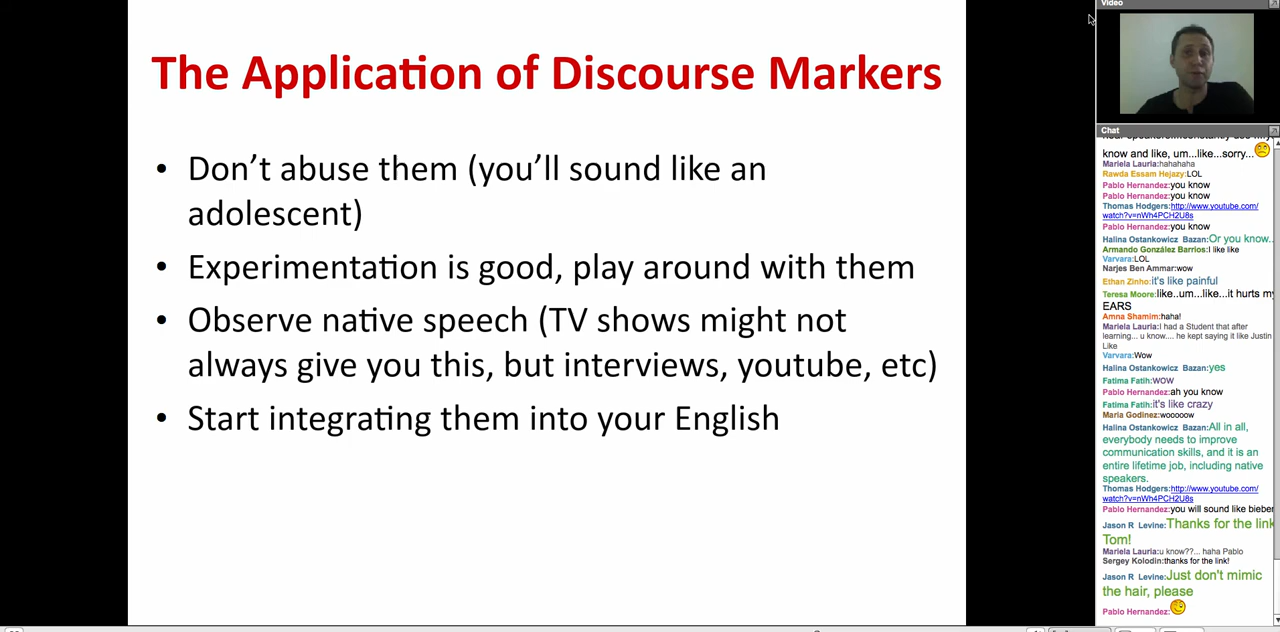 The Application of Discourse Markers
• Don't abuse them (you'll sound like an
adolescent)
• Experimentation is good, play around with them
• Observe native speech (TV shows might not
always give you this, but interviews, youtube, etc)
• Start integrating them into your English
Video
Chat
know and like, um...like...sorry...
Mariela Lauria:hahahaha
Rawda Essam Hejazy:LOL
Pablo Hernandez:you know
Pablo Hernandez:you know
Thomas Hodgers:http://www.youtube.com/
watch?v=nWh4PCH2U8s
Pablo Hernandez:you know
Halina Ostankowicz Bazan:Or you know..
Armando González Barrios:I like like
Varvara:LOL
Narjes Ben Ammar:wow
Ethan Zinho:it's like painful
Teresa Moore:like..um...like...it hurts my
EARS
Amna Shamim:haha!
Mariela Lauria:I had a Student that after
learning... u know.... he kept saying it like Justin
Like
Varvara:Wow
Halina Ostankowicz Bazan:yes
Fatima Fatih:WOW
Pablo Hernandez:ah you know
Fatima Fatih:it's like crazy
Maria Godinez:wooooow
Halina Ostankowicz Bazan:All in all,
everybody needs to improve
communication skills, and it is an
entire lifetime job, including native
speakers.
Thomas Hodgers:http://www.youtube.com/
watch?v=nWh4PCH2U8s
Pablo Hernandez:you will sound like bieber
Jason R Levine:Thanks for the link
Tom!
Mariela Lauria:u know??... haha Pablo
Sergey Kolodin:thanks for the link!
Jason R Levine:Just don't mimic
the hair, please
Pablo Hernandez: